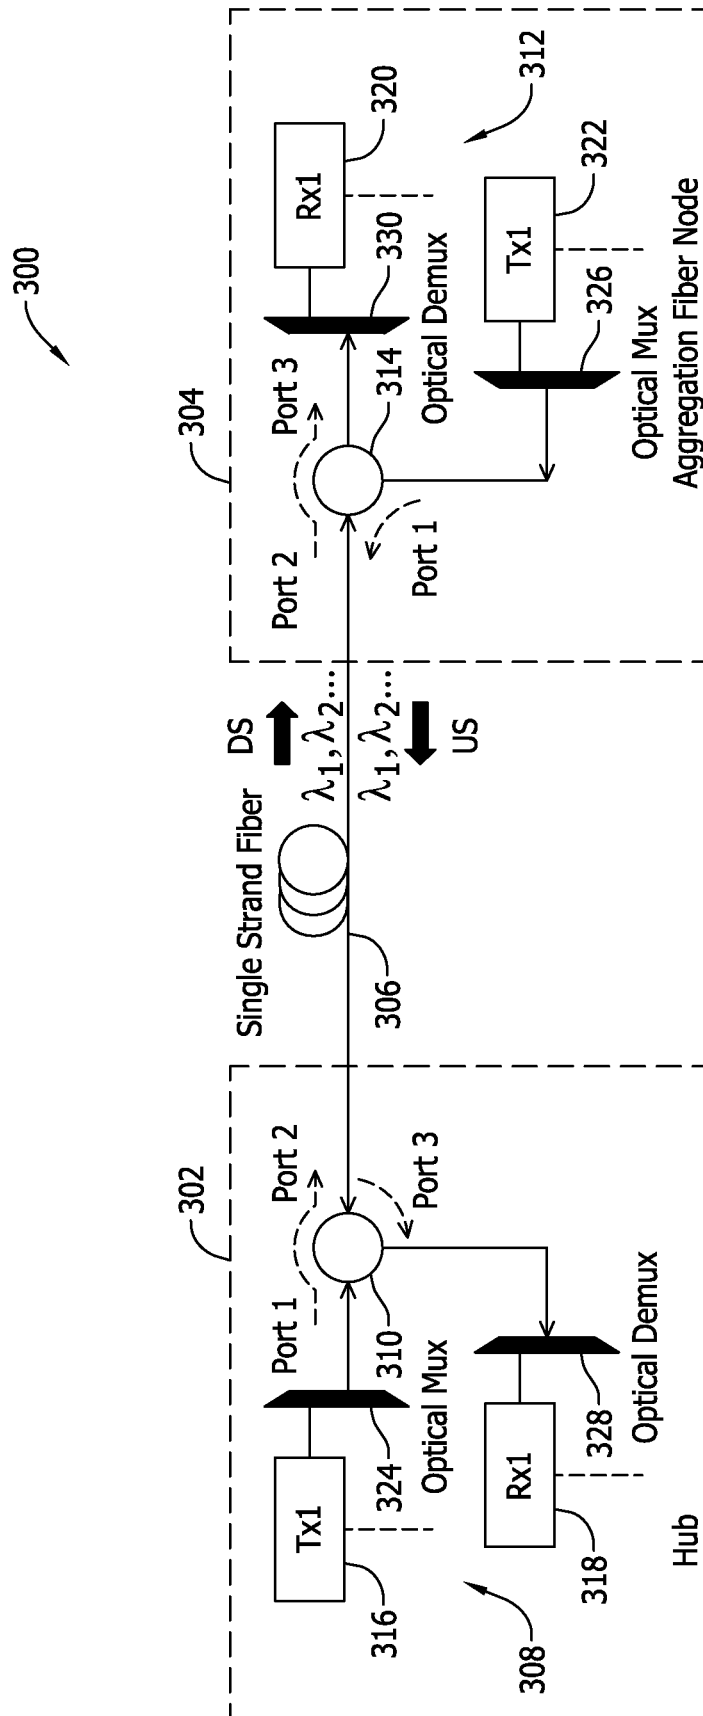 300
302
304
Port 1
Port 2
Port 3
Tx1
316
324
Optical Mux
310
Rx1
318
328
Optical Demux
308
Hub
Single Strand Fiber
306
DS
λ1, λ2...
λ1, λ2...
US
Port 2
Port 3
Port 1
314
Optical Demux
330
Rx1
320
312
Tx1
322
326
Optical Mux
Aggregation Fiber Node